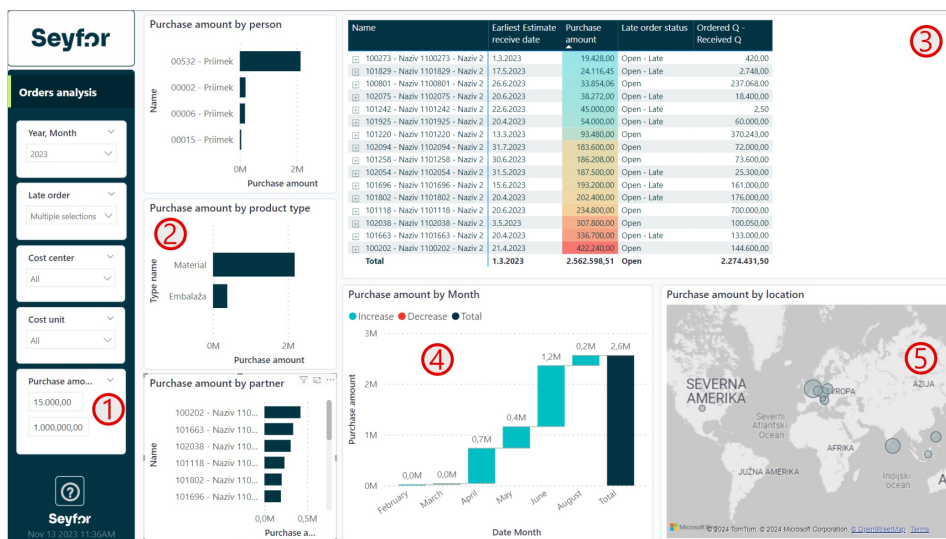 Seyfor
Orders analysis
Year, Month
2023
Late order
Multiple selections
Cost center
All
Cost unit
All
Purchase amo...
15.000,00
1.000.000,00
1
Seyfor
Nov 13 2023 11:36AM
Purchase amount by person
Name
00532 - Priimek
00002 - Priimek
00006 - Priimek
00015 - Priimek
0M 2M
Purchase amount
Purchase amount by product type
2
Type name
Material
Embalaža
0M 2M
Purchase amount
Purchase amount by partner
Name
100202 - Naziv 110...
101663 - Naziv 110...
102038 - Naziv 110...
101118 - Naziv 110...
101802 - Naziv 110...
101696 - Naziv 110...
0,0M 0,5M
Purchase a...
3
Name Earliest Estimate receive date Purchase amount Late order status Ordered Q - Received Q
100273 - Naziv 1100273 - Naziv 2 1.3.2023 19.428,00 Open - Late 420,00
101829 - Naziv 1101829 - Naziv 2 17.5.2023 24.116,45 Open - Late 2.748,00
100801 - Naziv 1100801 - Naziv 2 26.6.2023 33.854,06 Open 237.068,00
102075 - Naziv 1102075 - Naziv 2 20.6.2023 38.272,00 Open - Late 18.400,00
101242 - Naziv 1101242 - Naziv 2 22.6.2023 45.000,00 Open - Late 2,50
101925 - Naziv 1101925 - Naziv 2 20.4.2023 54.000,00 Open - Late 60.000,00
101220 - Naziv 1101220 - Naziv 2 13.3.2023 93.480,00 Open 370.243,00
102094 - Naziv 1102094 - Naziv 2 31.7.2023 183.600,00 Open 72.000,00
101258 - Naziv 1101258 - Naziv 2 30.6.2023 186.208,00 Open 73.600,00
102054 - Naziv 1102054 - Naziv 2 31.5.2023 187.500,00 Open - Late 25.300,00
101696 - Naziv 1101696 - Naziv 2 15.6.2023 193.200,00 Open - Late 161.000,00
101802 - Naziv 1101802 - Naziv 2 20.4.2023 202.400,00 Open - Late 176.000,00
101118 - Naziv 1101118 - Naziv 2 20.6.2023 234.800,00 Open 700.000,00
102038 - Naziv 1102038 - Naziv 2 3.5.2023 307.800,00 Open 100.050,00
101663 - Naziv 1101663 - Naziv 2 20.4.2023 336.700,00 Open - Late 133.000,00
100202 - Naziv 1100202 - Naziv 2 21.4.2023 422.240,00 Open 144.600,00
Total 1.3.2023 2.562.598,51 Open 2.274.431,50
Purchase amount by Month
Increase Decrease Total
4
Purchase amount
3M
2M
1M
0M
0,0M 0,0M 0,7M 0,4M 1,2M 0,2M 2,6M
February March April May June August Total
Date Month
Purchase amount by location
5
SEVERNA
AMERIKA
EVROPA
AZIJA
Severni
Atlantski
Ocean
AFRIKA
JUŽNA AMERIKA
Indijski
ocean
A
© 2024 TomTom, © 2024 Microsoft Corporation, © OpenStreetMap Terms